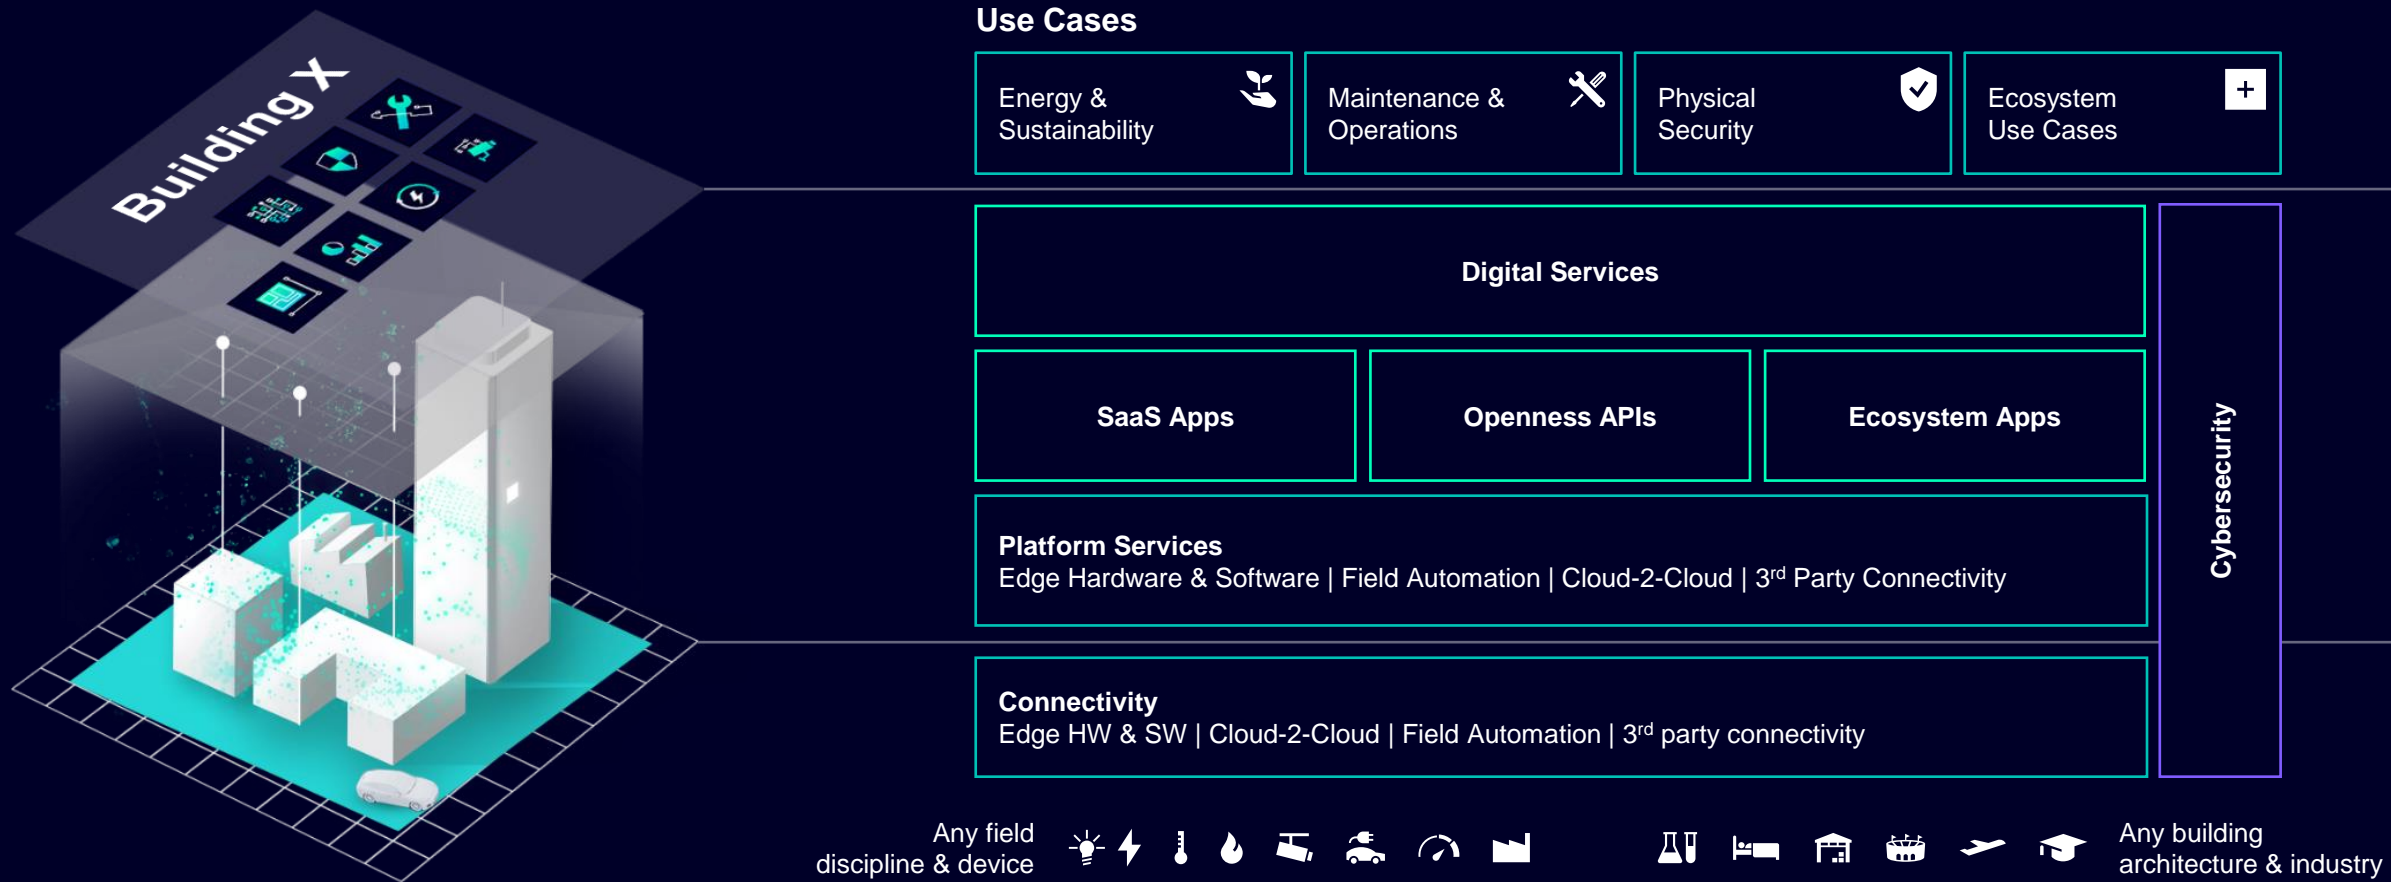 Building X
Use Cases
Energy &
Sustainability
Maintenance &
Operations
Physical
Security
Ecosystem
Use Cases
Digital Services
SaaS Apps
Openness APIs
Ecosystem Apps
Cybersecurity
Platform Services
Edge Hardware & Software | Field Automation | Cloud-2-Cloud | 3rd Party Connectivity
Connectivity
Edge HW & SW | Cloud-2-Cloud | Field Automation | 3rd party connectivity
Any field
discipline & device
Any building
architecture & industry